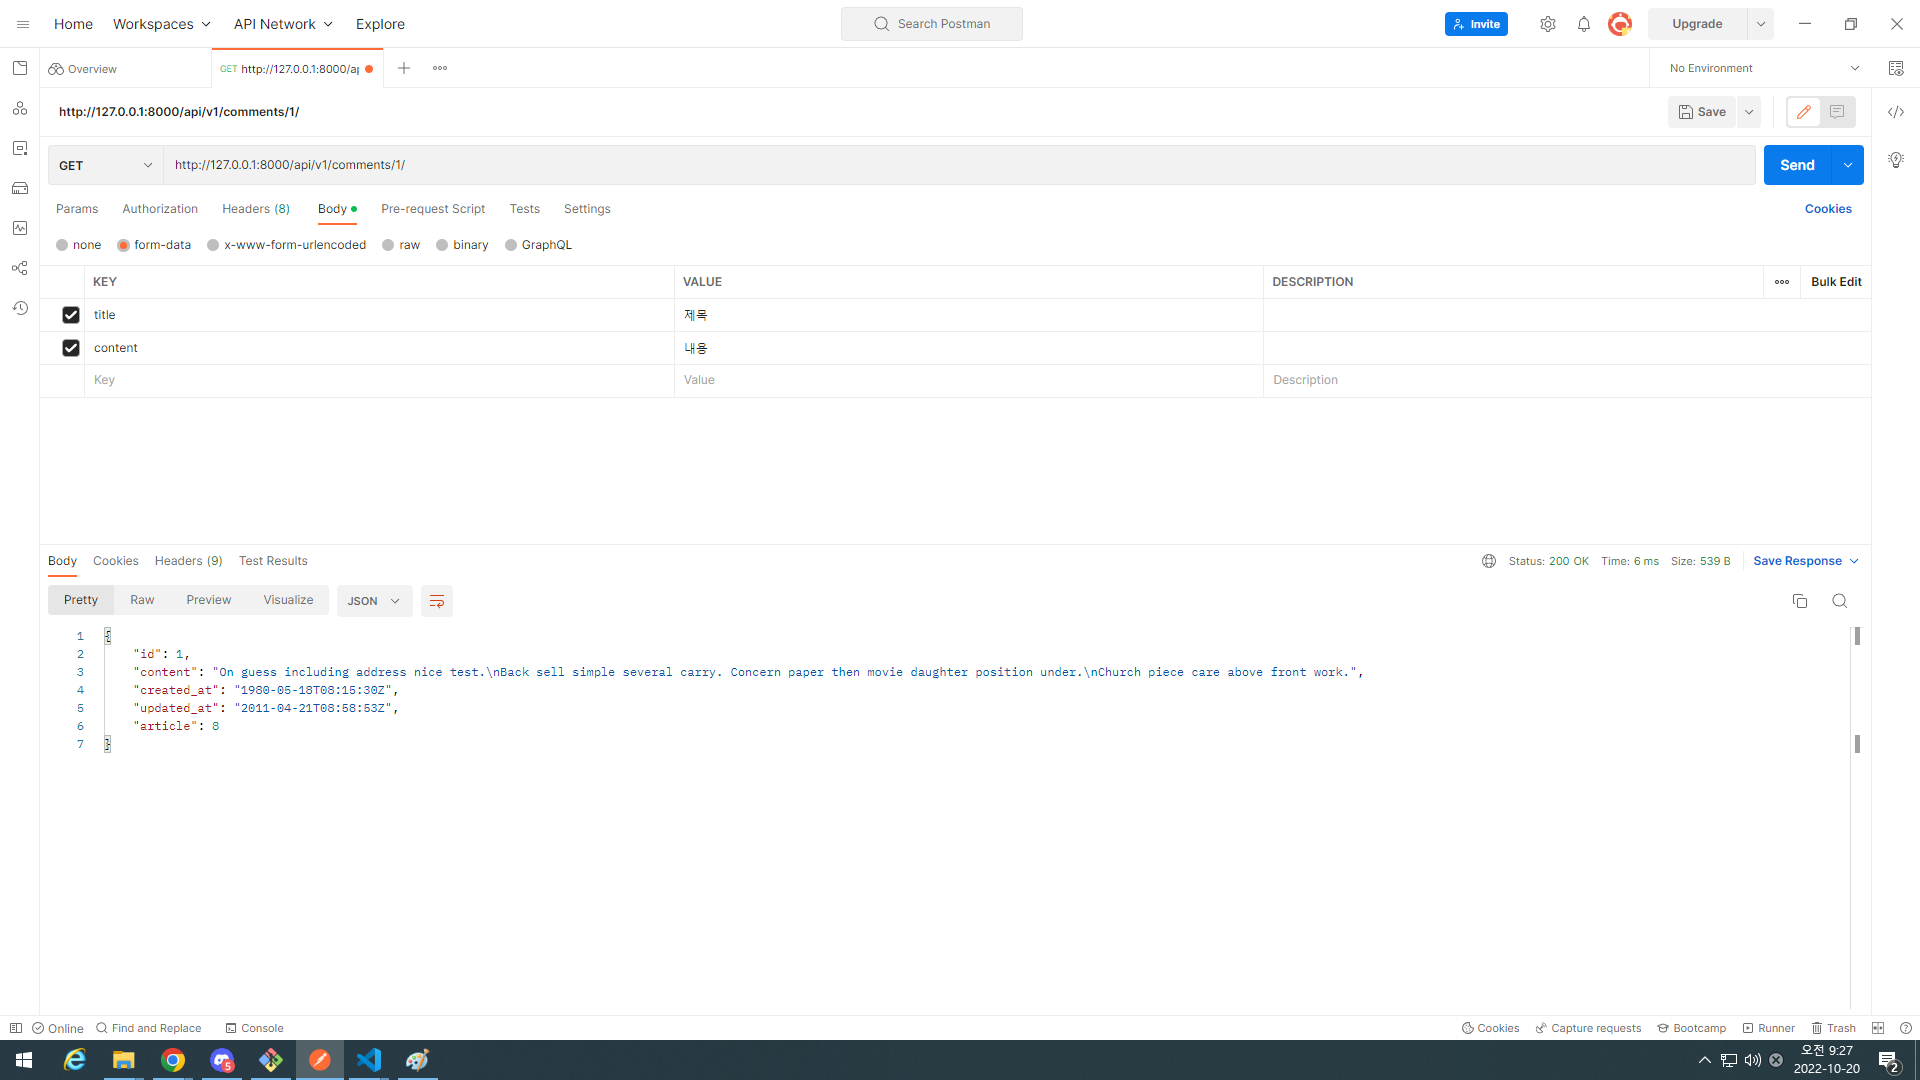 Home Workspaces API Network Explore Search Postman Invite Upgrade
Overview GET http://127.0.0.1:8000/ap No Environment
http://127.0.0.1:8000/api/v1/comments/1/ Save
GET http://127.0.0.1:8000/api/v1/comments/1/ Send
Params Authorization Headers (8) Body Pre-request Script Tests Settings Cookies
none form-data x-www-form-urlencoded raw binary GraphQL
KEY VALUE DESCRIPTION Bulk Edit
title 제목
content 내용
Key Value Description
Body Cookies Headers (9) Test Results Status: 200 OK Time: 6 ms Size: 539 B Save Response
Pretty Raw Preview Visualize JSON
1 {
2 "id": 1,
3 "content": "On guess including address nice test.\nBack sell simple several carry. Concern paper then movie daughter position under.\nChurch piece care above front work.",
4 "created_at": "1980-05-18T08:15:30Z",
5 "updated_at": "2011-04-21T08:58:53Z",
6 "article": 8
7 }
Online Find and Replace Console Cookies Capture requests Bootcamp Runner Trash
5
오전 9:27
2022-10-20
2